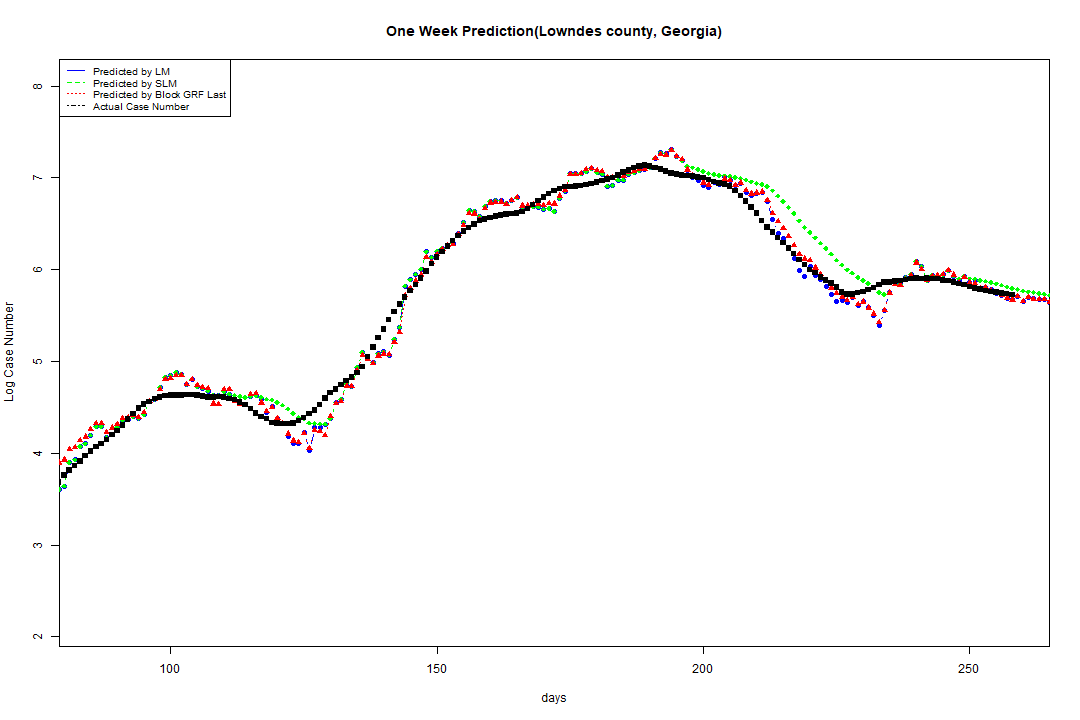 One Week Prediction(Lowndes county, Georgia)
Predicted by LM
Predicted by SLM
Predicted by Block GRF Last
Actual Case Number
8
7
6
5
4
3
2
Log Case Number
100 150 200 250
days